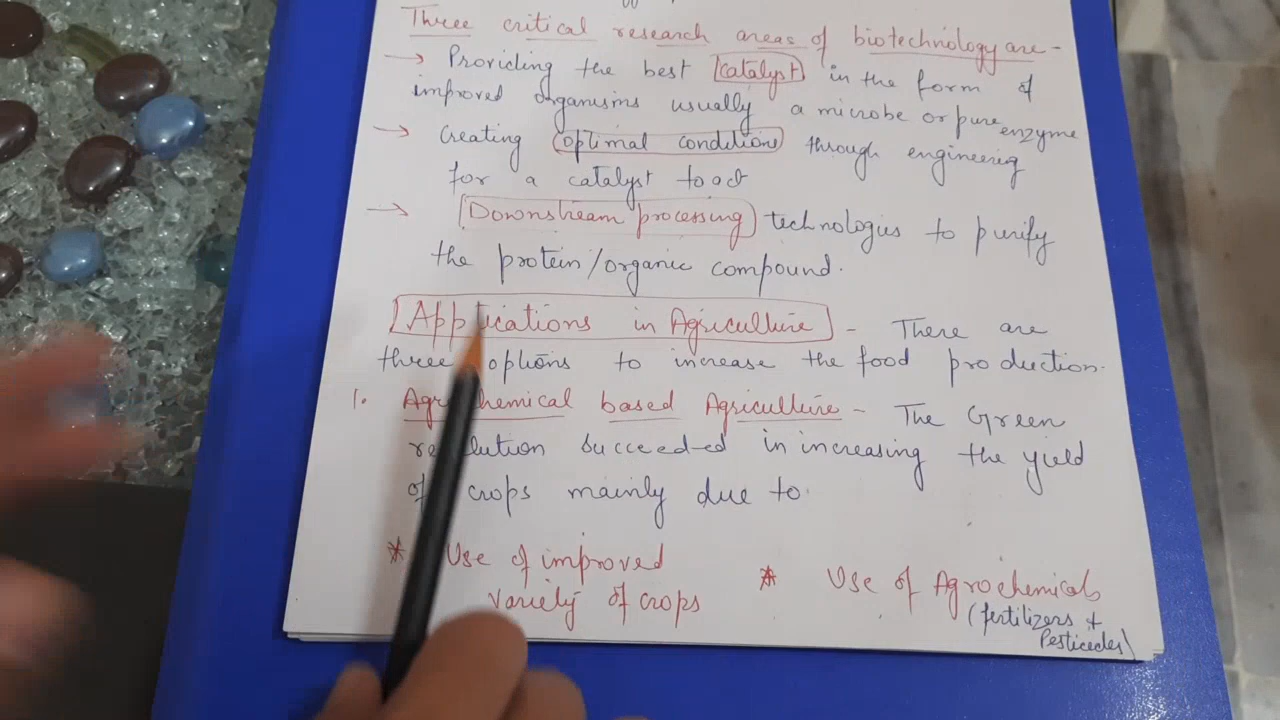 Three critical research areas of biotechnology are -
→ Providing the best catalyst in the form of
improved organisms usually a microbe or pure enzyme
→ Creating optimal conditions through engineering
for a catalyst to act
→ Downstream processing technologies to purify
the protein/organic compound.
Applications in Agriculture - There are
three options to increase the food production.
1. Agrochemical based Agriculture - The Green
revolution succeeded in increasing the yield
of crops mainly due to
* Use of improved
variety of crops
* Use of Agrochemicals
(fertilizers + Pesticides)